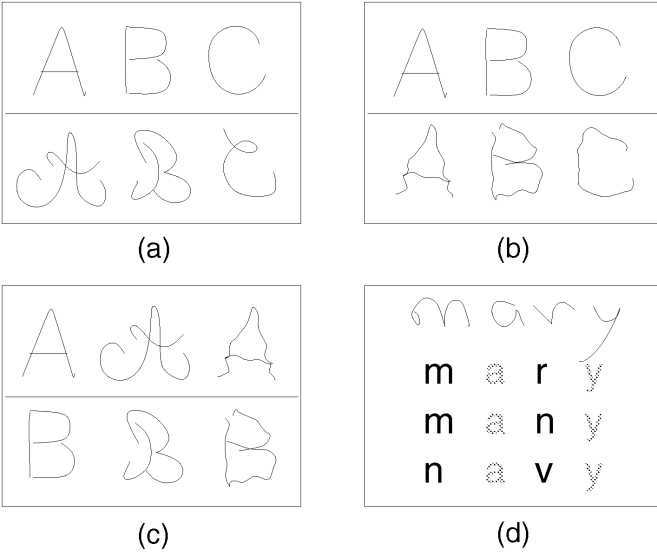 A B C
A B C
(a)
A B C
A B C
(b)
A A A
B B B
(c)
mary
m a r y
m a n y
n a v y
(d)